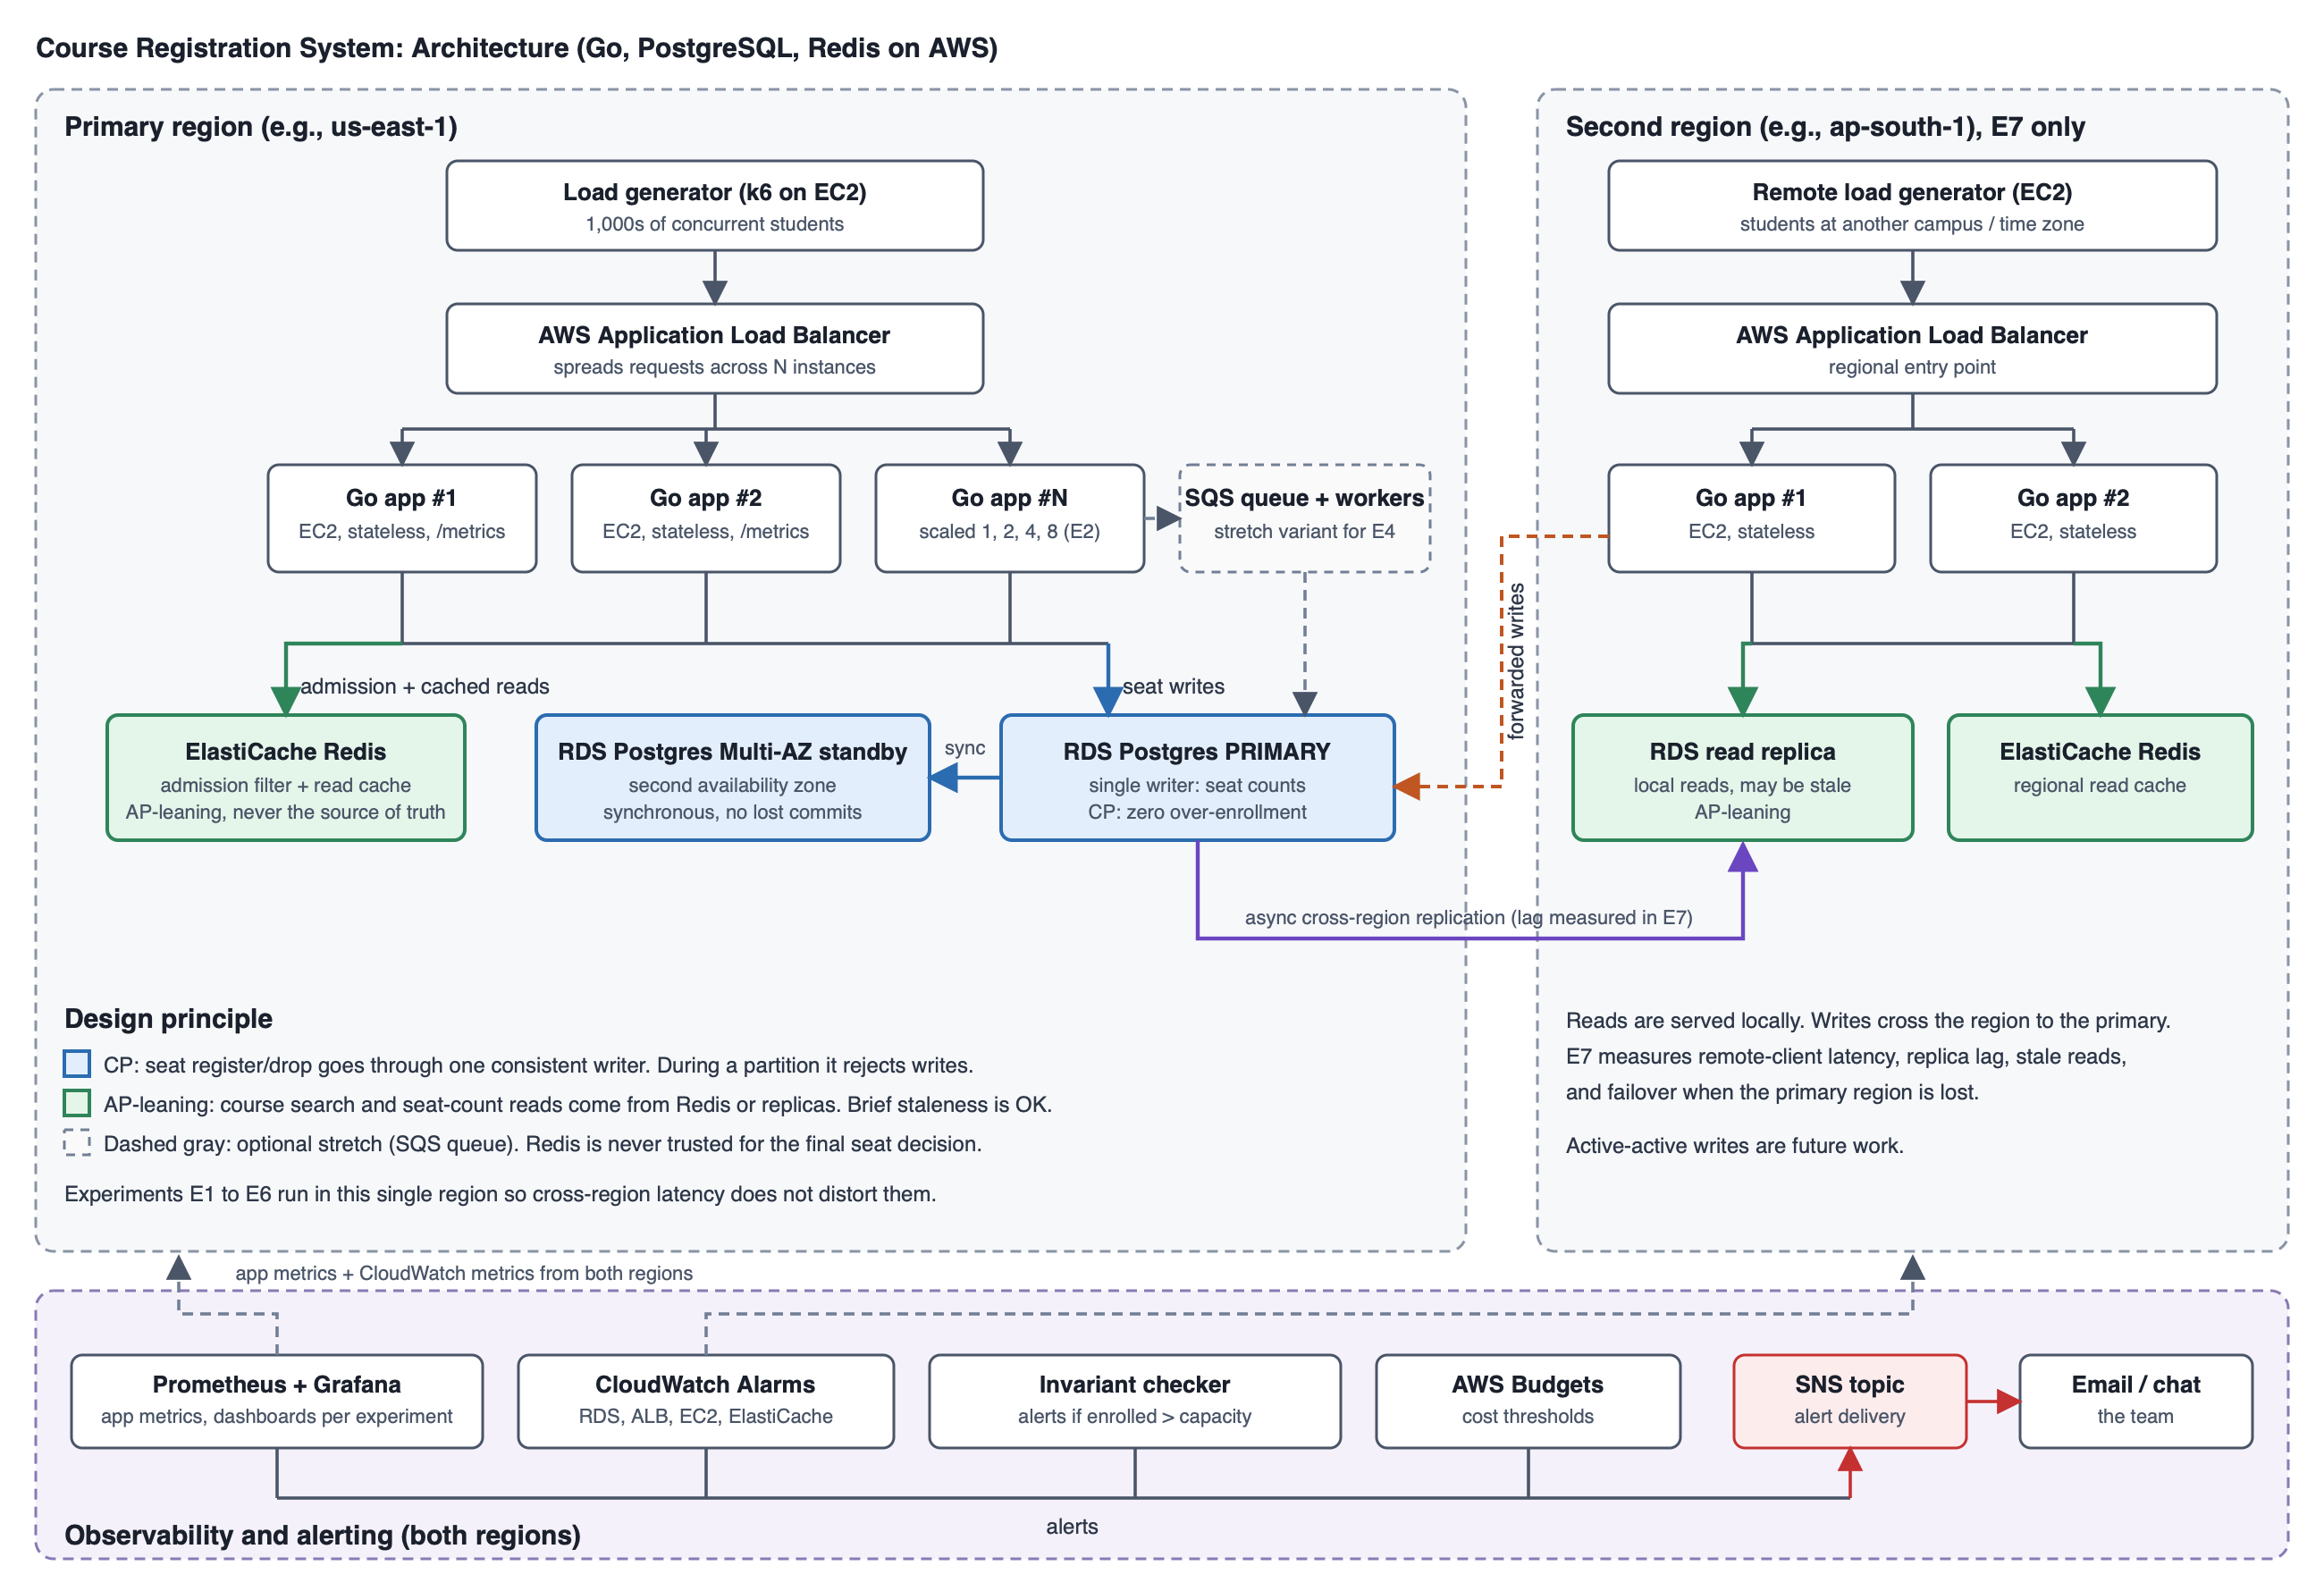 Course Registration System: Architecture (Go, PostgreSQL, Redis on AWS)
Primary region (e.g., us-east-1)
Load generator (k6 on EC2)
1,000s of concurrent students
AWS Application Load Balancer
spreads requests across N instances
Go app #1
EC2, stateless, /metrics
Go app #2
EC2, stateless, /metrics
Go app #N
scaled 1, 2, 4, 8 (E2)
SQS queue + workers
stretch variant for E4
admission + cached reads
seat writes
ElastiCache Redis
admission filter + read cache
AP-leaning, never the source of truth
RDS Postgres Multi-AZ standby
second availability zone
synchronous, no lost commits
sync
RDS Postgres PRIMARY
single writer: seat counts
CP: zero over-enrollment
forwarded writes
async cross-region replication (lag measured in E7)
Design principle
CP: seat register/drop goes through one consistent writer. During a partition it rejects writes.
AP-leaning: course search and seat-count reads come from Redis or replicas. Brief staleness is OK.
Dashed gray: optional stretch (SQS queue). Redis is never trusted for the final seat decision.
Experiments E1 to E6 run in this single region so cross-region latency does not distort them.
Second region (e.g., ap-south-1), E7 only
Remote load generator (EC2)
students at another campus / time zone
AWS Application Load Balancer
regional entry point
Go app #1
EC2, stateless
Go app #2
EC2, stateless
RDS read replica
local reads, may be stale
AP-leaning
ElastiCache Redis
regional read cache
Reads are served locally. Writes cross the region to the primary.
E7 measures remote-client latency, replica lag, stale reads,
and failover when the primary region is lost.
Active-active writes are future work.
app metrics + CloudWatch metrics from both regions
Prometheus + Grafana
app metrics, dashboards per experiment
CloudWatch Alarms
RDS, ALB, EC2, ElastiCache
Invariant checker
alerts if enrolled > capacity
AWS Budgets
cost thresholds
SNS topic
alert delivery
Email / chat
the team
alerts
Observability and alerting (both regions)